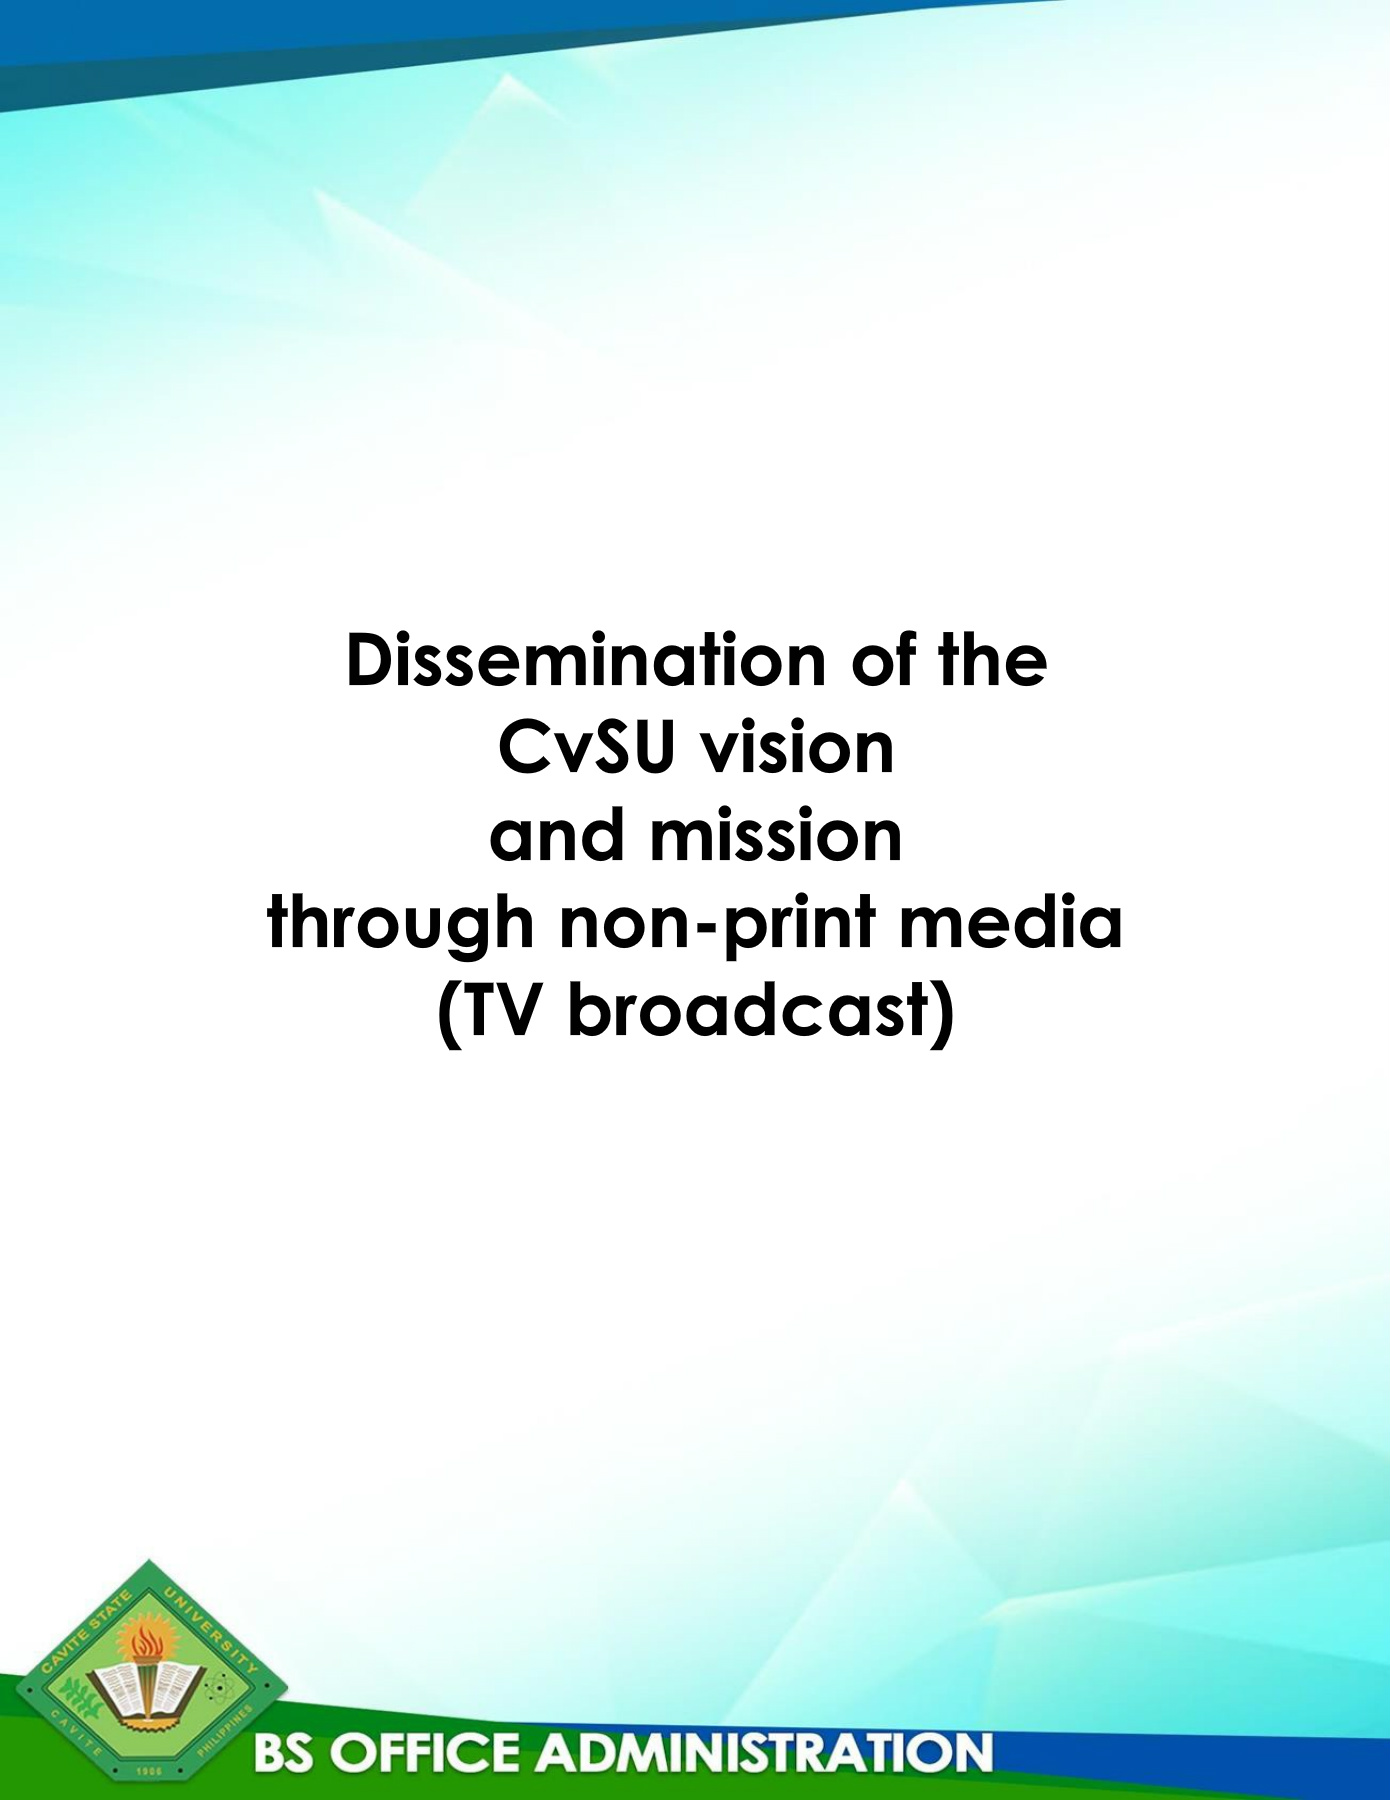 Dissemination of the
CvSU vision
and mission
through non-print media
(TV broadcast)
CAVITE STATE
UNIVERSITY
CAVITE
PHILIPPINES
1906
BS OFFICE ADMINISTRATION